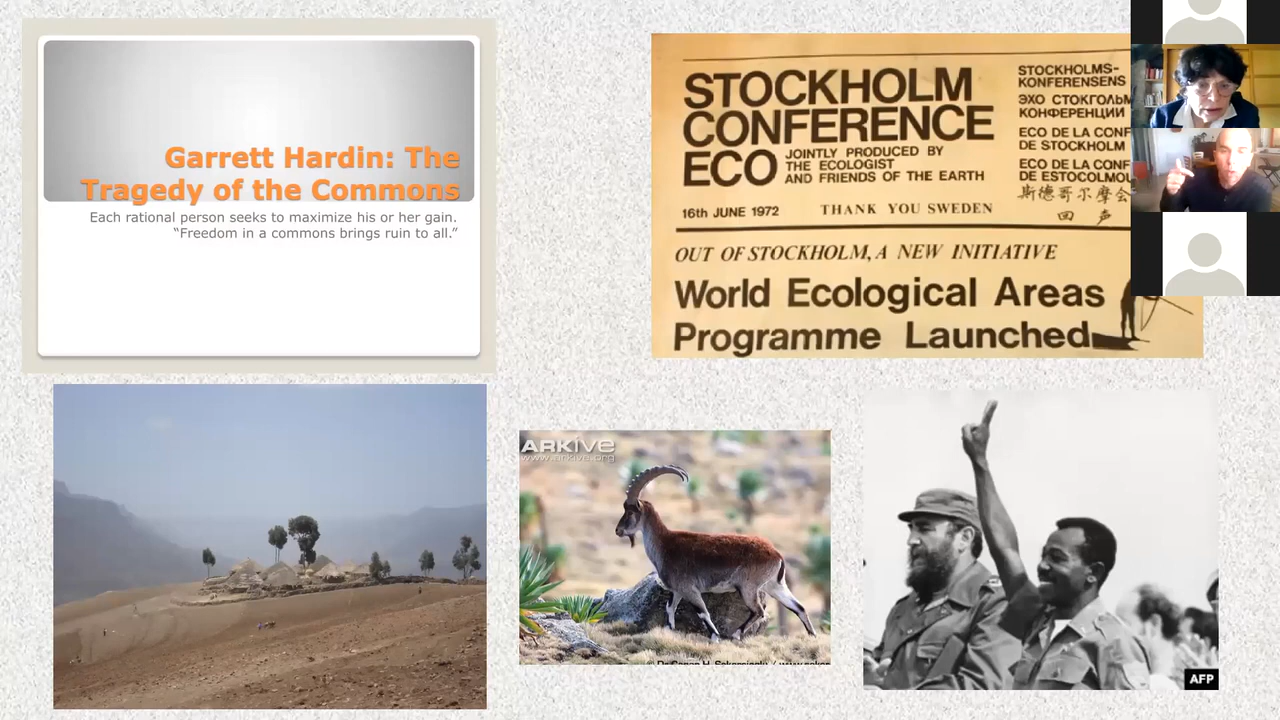 Garrett Hardin: The
Tragedy of the Commons
Each rational person seeks to maximize his or her gain.
“Freedom in a commons brings ruin to all.”
STOCKHOLM
CONFERENCE
ECO
JOINTLY PRODUCED BY
THE ECOLOGIST
AND FRIENDS OF THE EARTH
STOCKHOLMS-
KONFERENSENS
ЭХО СТОКГОЛЬМ
КОНФЕРЕНЦИИ
ECO DE LA CONF
DE STOCKHOLM
ECO DE LA CONF
DE ESTOCOLMO
斯德哥尔摩会
回 声
16th JUNE 1972
THANK YOU SWEDEN
OUT OF STOCKHOLM, A NEW INITIATIVE
World Ecological Areas
Programme Launched
ARKive
www.arkive.org
AFP